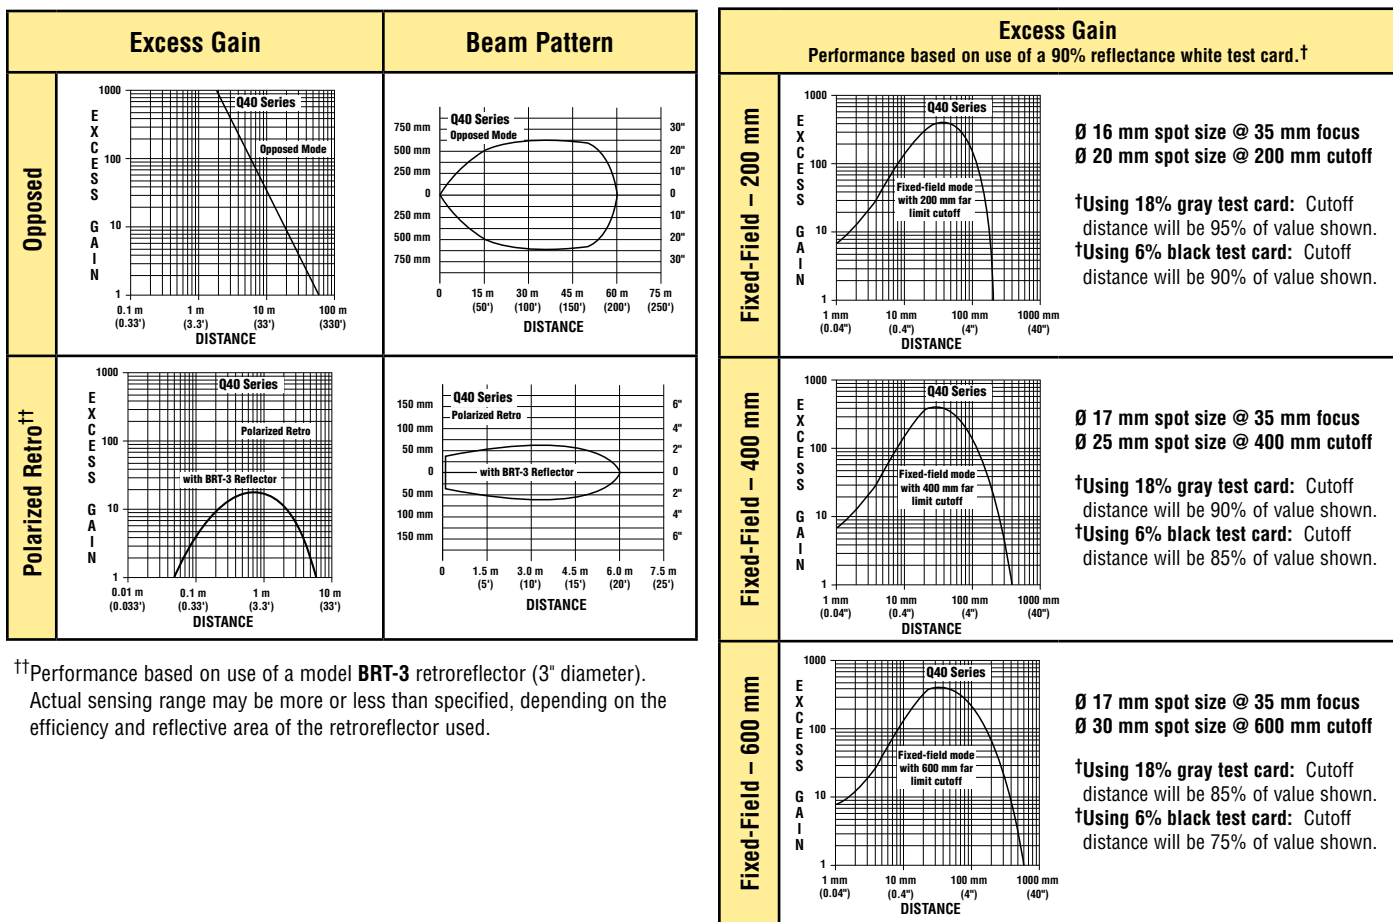 Excess Gain
Beam Pattern
Opposed
EXCESS GAIN
1000
100
10
1
Q40 Series
Opposed Mode
0.1 m
(0.33')
1 m
(3.3')
10 m
(33')
100 m
(330')
DISTANCE
750 mm
500 mm
250 mm
0
250 mm
500 mm
750 mm
Q40 Series
Opposed Mode
30"
20"
10"
0
10"
20"
30"
0
15 m
(50')
30 m
(100')
45 m
(150')
60 m
(200')
75 m
(250')
DISTANCE
Polarized Retro††
EXCESS GAIN
1000
100
10
1
Q40 Series
Polarized Retro
with BRT-3 Reflector
0.01 m
(0.033')
0.1 m
(0.33')
1 m
(3.3')
10 m
(33')
DISTANCE
150 mm
100 mm
50 mm
0
50 mm
100 mm
150 mm
Q40 Series
Polarized Retro
with BRT-3 Reflector
6"
4"
2"
0
2"
4"
6"
0
1.5 m
(5')
3.0 m
(10')
4.5 m
(15')
6.0 m
(20')
7.5 m
(25')
DISTANCE
††Performance based on use of a model BRT-3 retroreflector (3" diameter).
Actual sensing range may be more or less than specified, depending on the
efficiency and reflective area of the retroreflector used.
Excess Gain
Performance based on use of a 90% reflectance white test card.†
Fixed-Field – 200 mm
EXCESS GAIN
1000
100
10
1
Q40 Series
Fixed-field mode
with 200 mm far
limit cutoff
1 mm
(0.04")
10 mm
(0.4")
100 mm
(4")
1000 mm
(40")
DISTANCE
Ø 16 mm spot size @ 35 mm focus
Ø 20 mm spot size @ 200 mm cutoff
†Using 18% gray test card: Cutoff
distance will be 95% of value shown.
†Using 6% black test card: Cutoff
distance will be 90% of value shown.
Fixed-Field – 400 mm
EXCESS GAIN
1000
100
10
1
Q40 Series
Fixed-field mode
with 400 mm far
limit cutoff
1 mm
(0.04")
10 mm
(0.4")
100 mm
(4")
1000 mm
(40")
DISTANCE
Ø 17 mm spot size @ 35 mm focus
Ø 25 mm spot size @ 400 mm cutoff
†Using 18% gray test card: Cutoff
distance will be 90% of value shown.
†Using 6% black test card: Cutoff
distance will be 85% of value shown.
Fixed-Field – 600 mm
EXCESS GAIN
1000
100
10
1
Q40 Series
Fixed-field mode
with 600 mm far
limit cutoff
1 mm
(0.04")
10 mm
(0.4")
100 mm
(4")
1000 mm
(40")
DISTANCE
Ø 17 mm spot size @ 35 mm focus
Ø 30 mm spot size @ 600 mm cutoff
†Using 18% gray test card: Cutoff
distance will be 85% of value shown.
†Using 6% black test card: Cutoff
distance will be 75% of value shown.